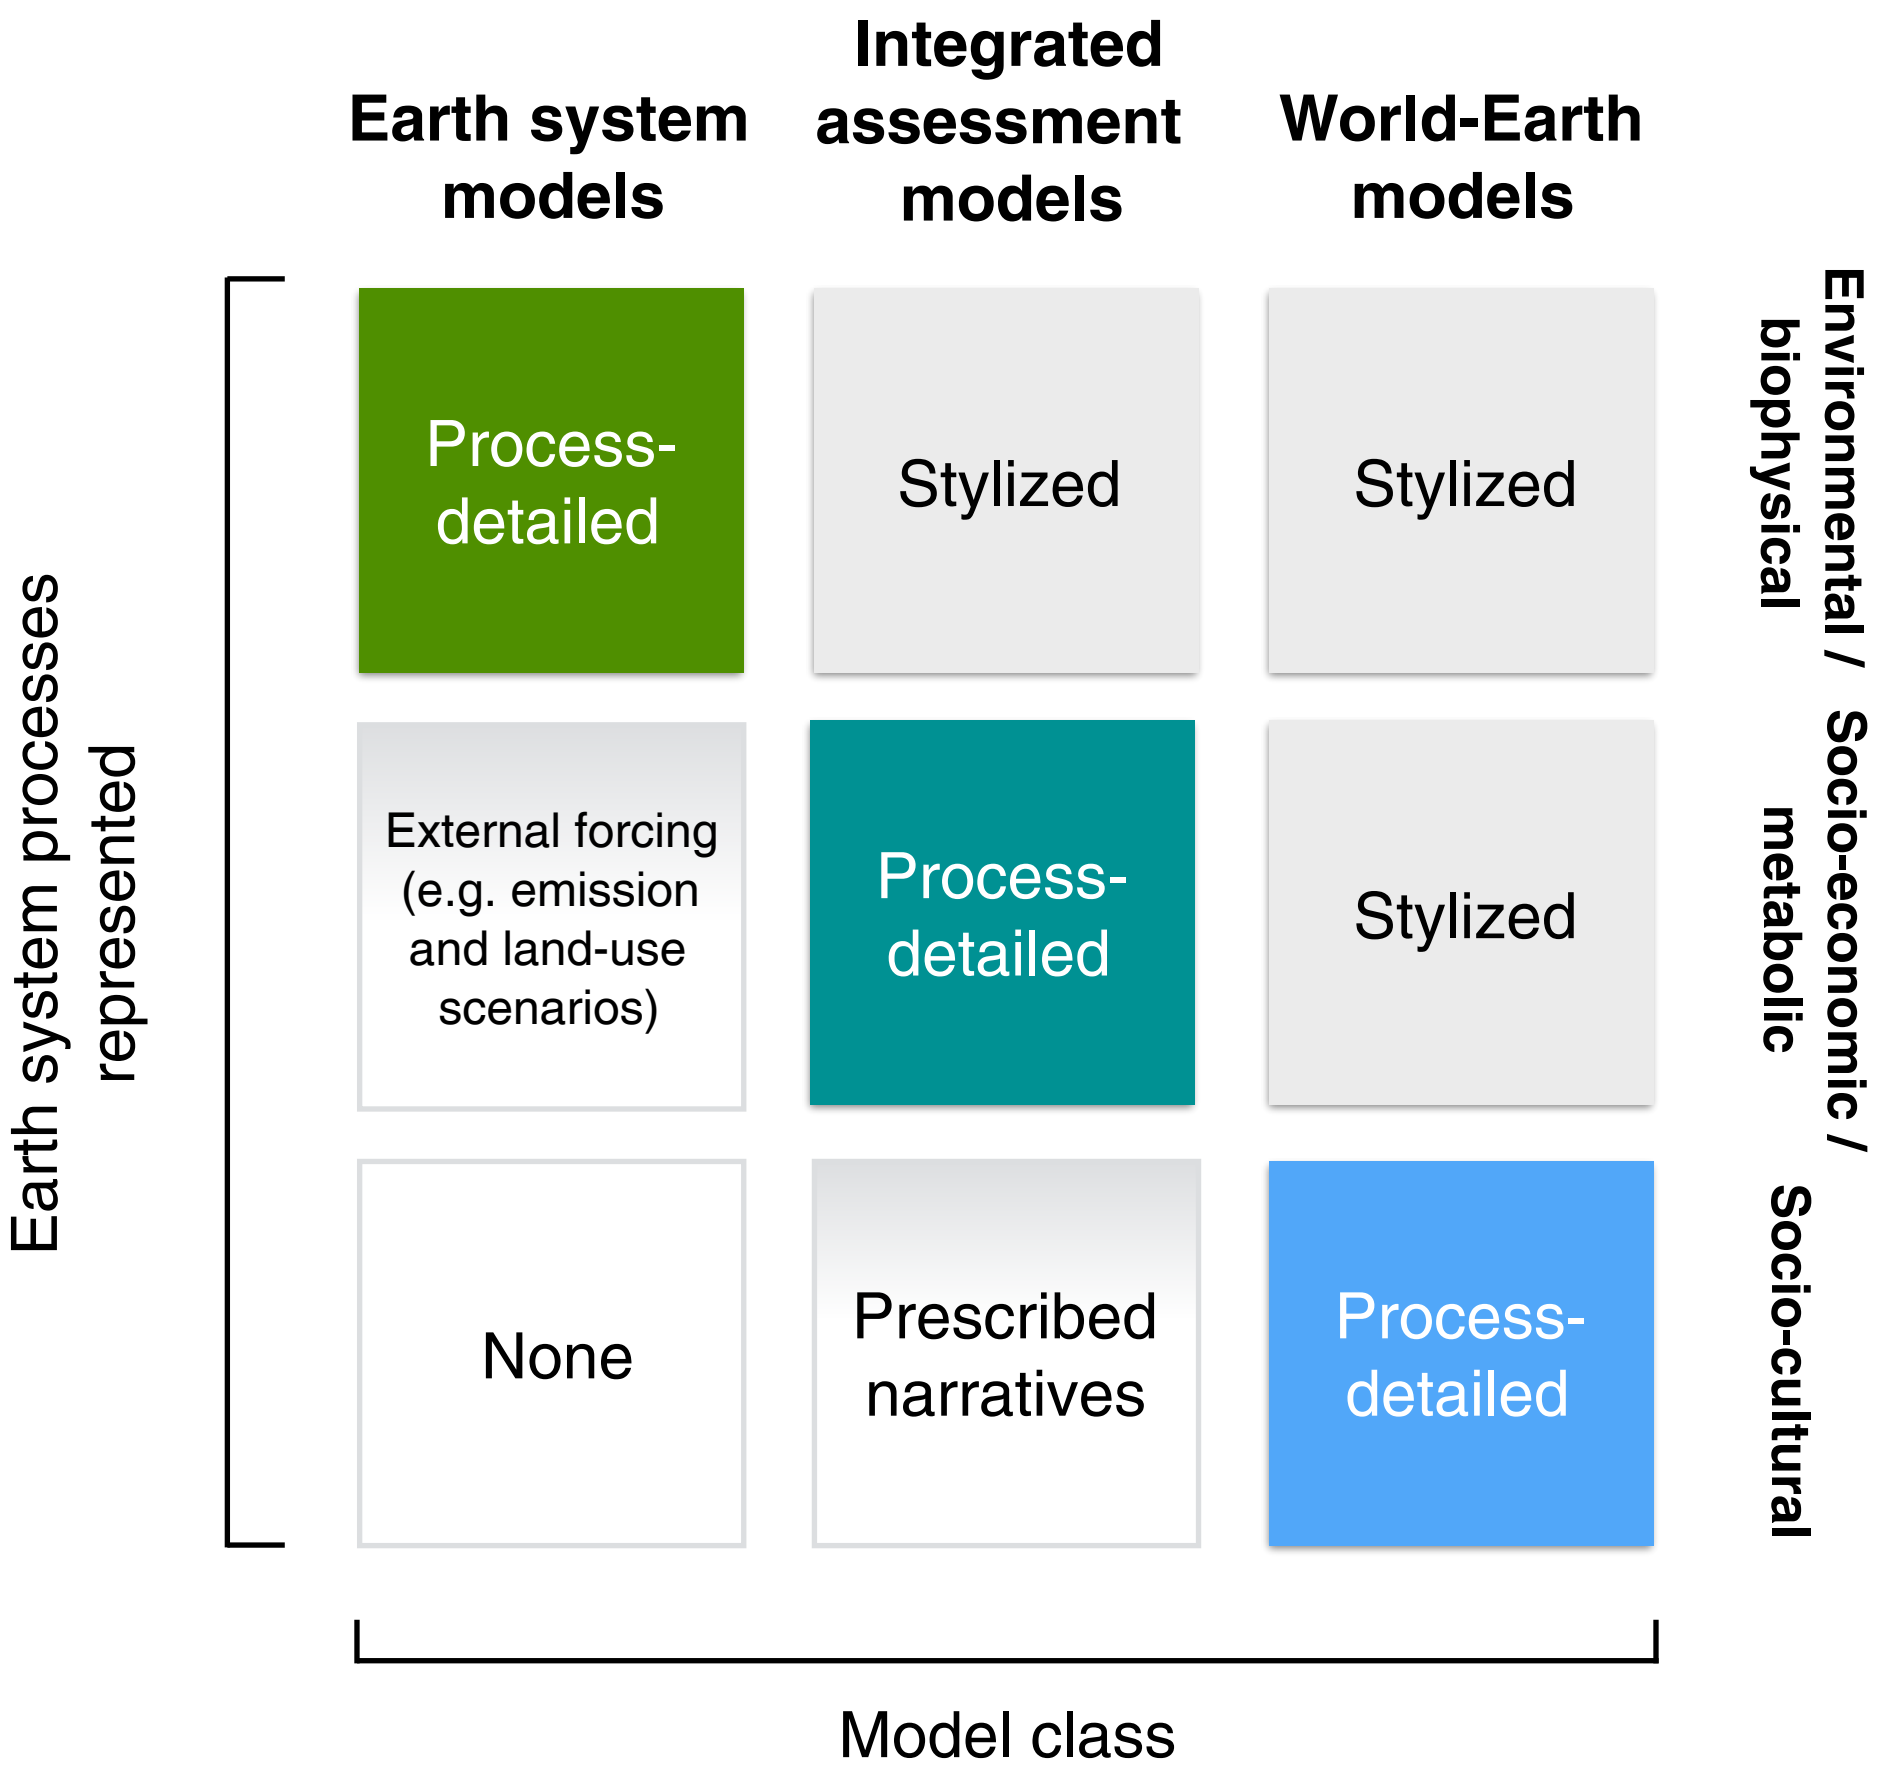 Earth system
models
Integrated
assessment
models
World-Earth
models
Earth system processes
represented
Process-
detailed
Stylized
Stylized
Environmental /
biophysical
External forcing
(e.g. emission
and land-use
scenarios)
Process-
detailed
Stylized
Socio-economic /
metabolic
None
Prescribed
narratives
Process-
detailed
Socio-cultural
Model class